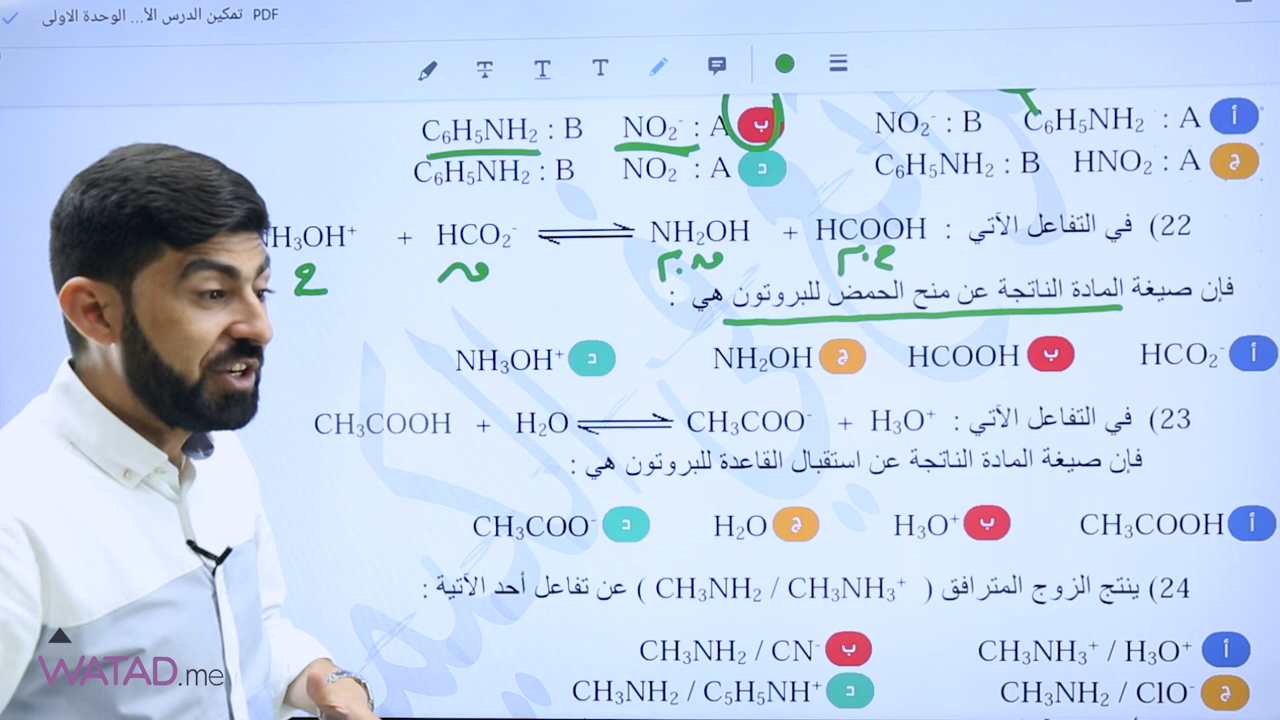 PDF تمكين الدرس الأ... الوحدة الاولى
أ C₆H₅NH₂ : A NO₂⁻ : B ب NO₂⁻ : A C₆H₅NH₂ : B
ج HNO₂ : A C₆H₅NH₂ : B د NO₂⁻ : A C₆H₅NH₂ : B
22) في التفاعل الآتي : HCOOH + NH₂OH ⇌ HCO₂⁻ + NH₃OH⁺
ح.م م.ق ق ح
فإن صيغة المادة الناتجة عن منح الحمض للبروتون هي :
أ HCO₂⁻ ب HCOOH ج NH₂OH د NH₃OH⁺
23) في التفاعل الآتي : CH₃COOH + H₂O ⇌ CH₃COO⁻ + H₃O⁺
فإن صيغة المادة الناتجة عن استقبال القاعدة للبروتون هي :
أ CH₃COOH ب H₃O⁺ ج H₂O د CH₃COO⁻
24) ينتج الزوج المترافق ( CH₃NH₂ / CH₃NH₃⁺ ) عن تفاعل أحد الآتية :
أ CH₃NH₃⁺ / H₃O⁺ ب CH₃NH₂ / CN⁻
ج CH₃NH₂ / ClO⁻ د CH₃NH₂ / C₅H₅NH⁺
WATAD.me